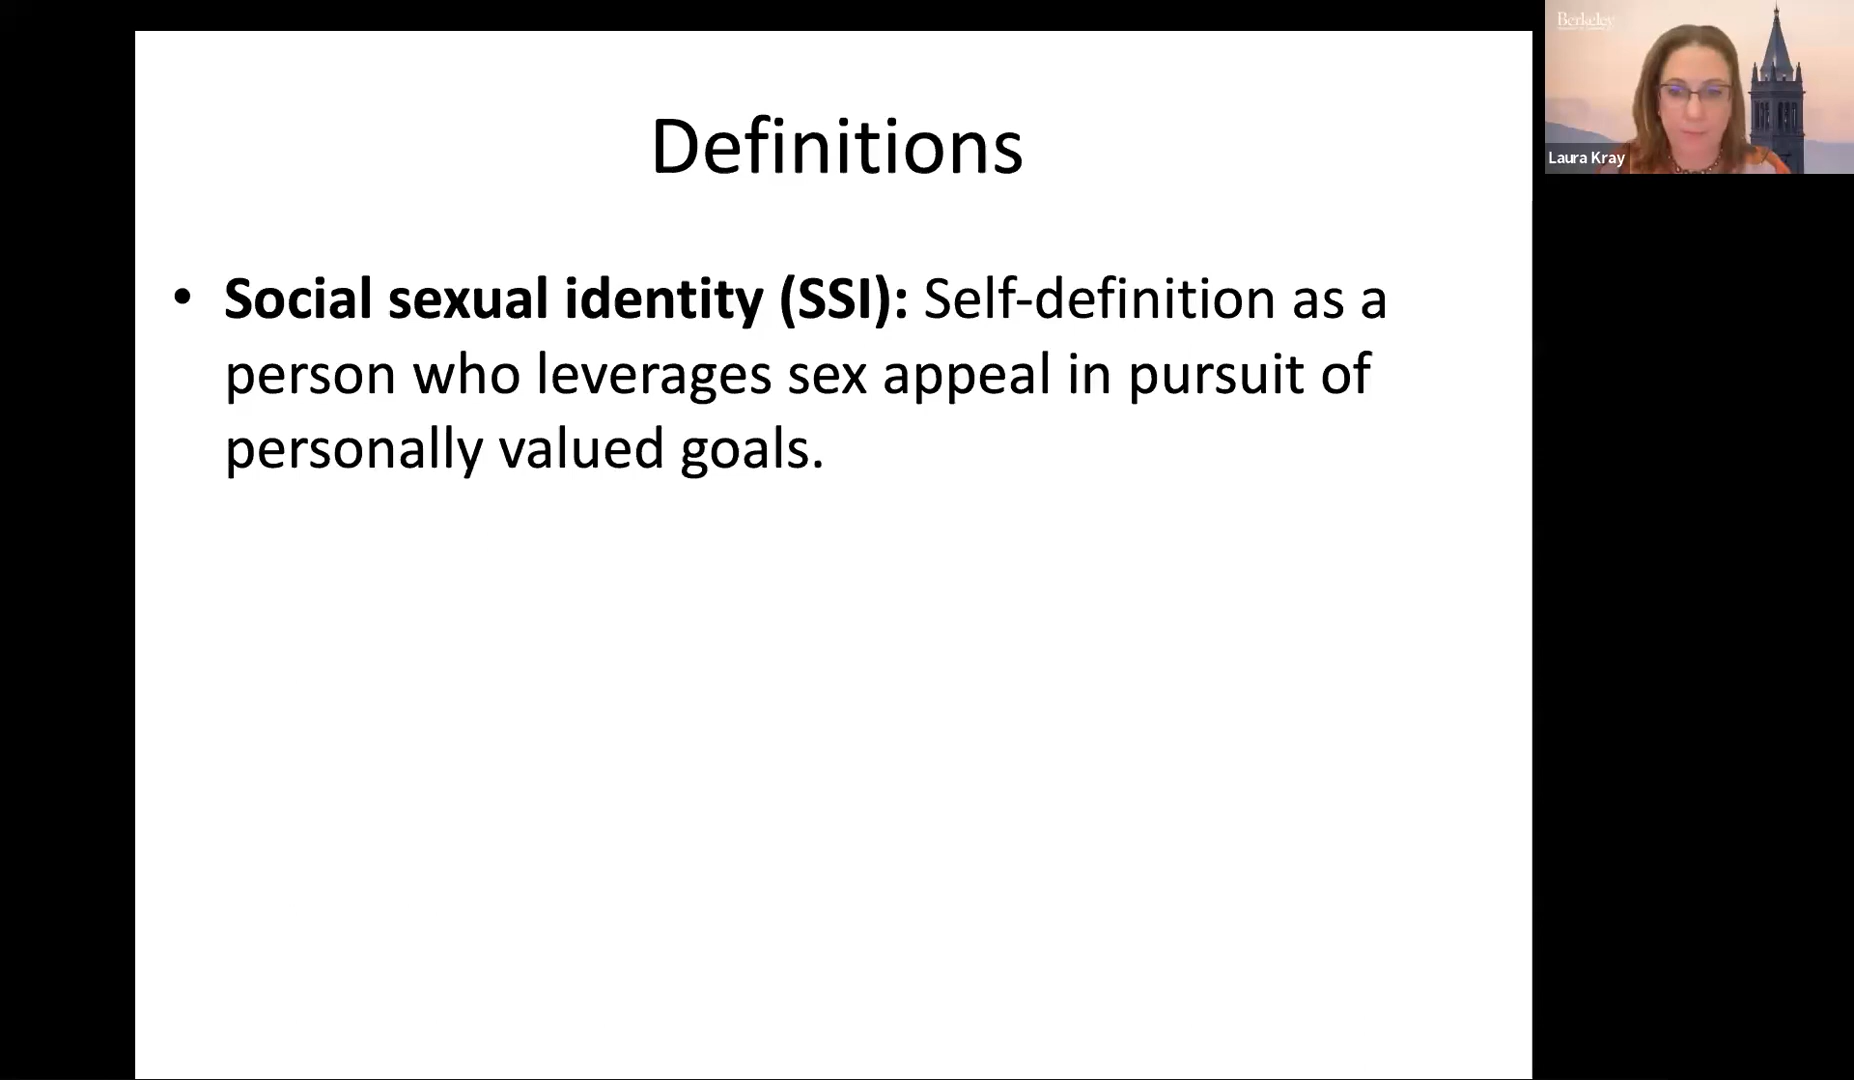 Definitions
• Social sexual identity (SSI): Self-definition as a
person who leverages sex appeal in pursuit of
personally valued goals.
Berkeley
Laura Kray